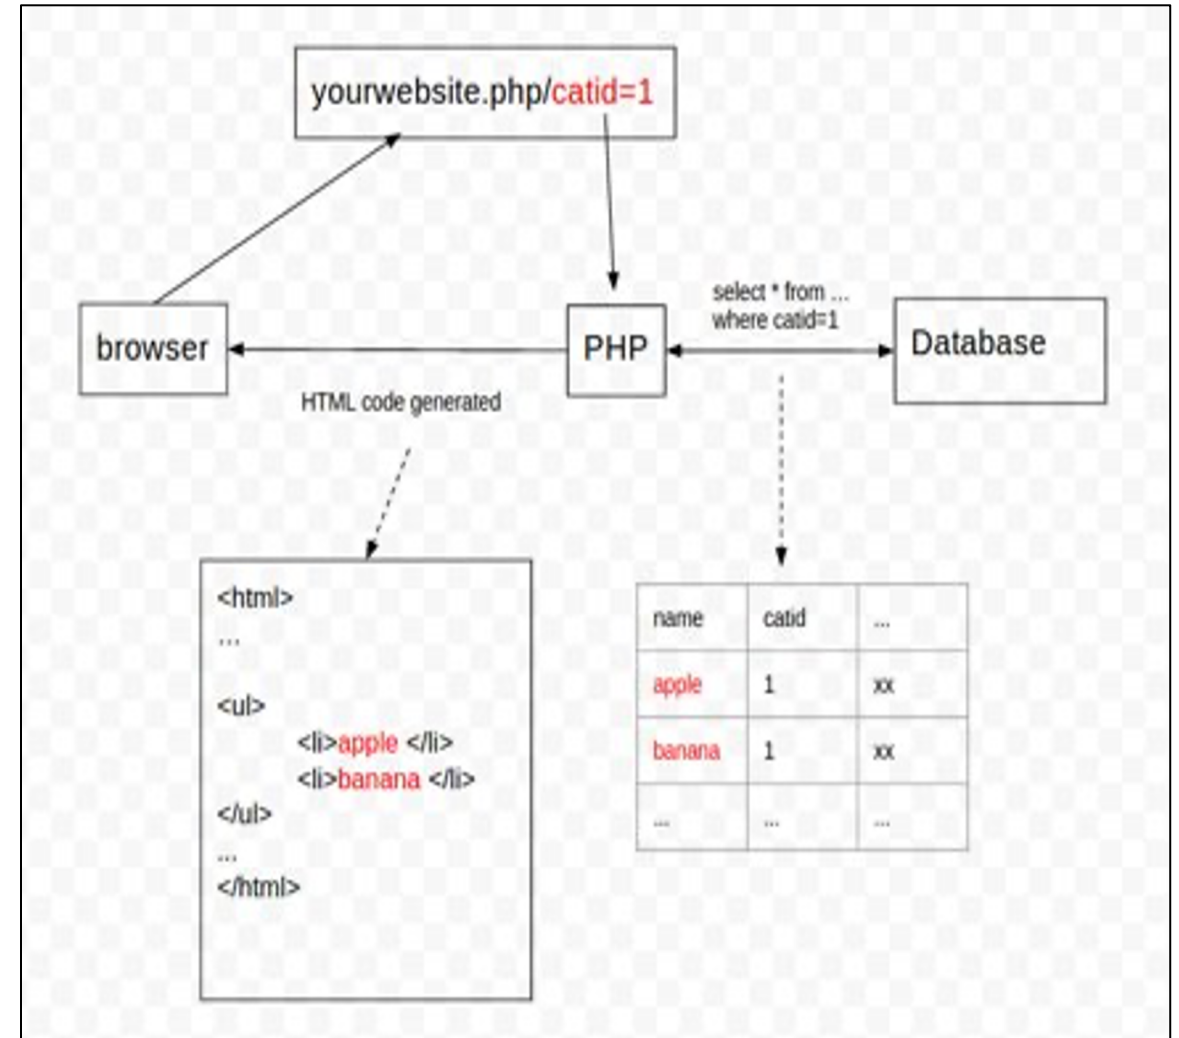 yourwebsite.php/catid=1
select * from ...
where catid=1
browser
PHP
Database
HTML code generated
<html>
...
<ul>
<li>apple </li>
<li>banana </li>
</ul>
...
</html>
name catid ...
apple 1 xx
banana 1 xx
... ... ...